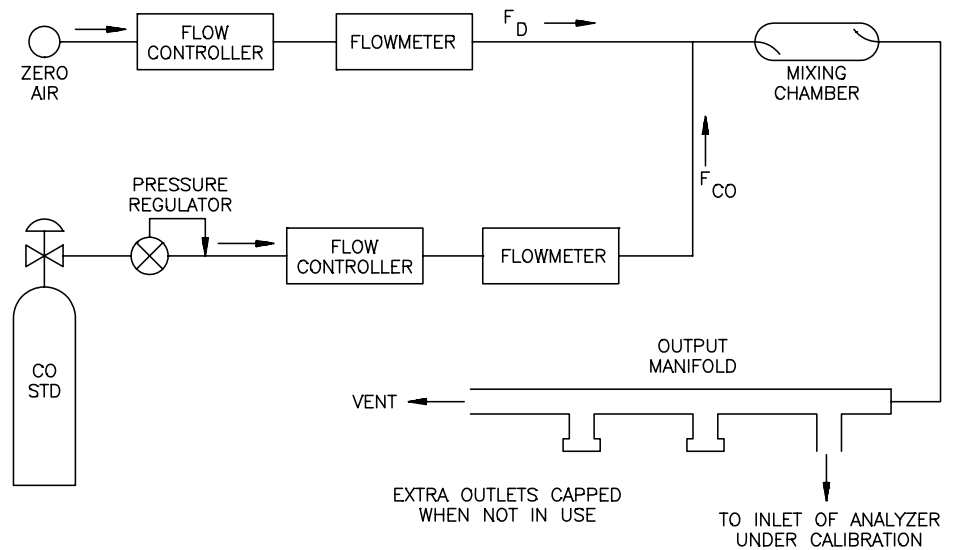 ZERO
AIR
FLOW
CONTROLLER
FLOWMETER
F D
MIXING
CHAMBER
F CO
PRESSURE
REGULATOR
FLOW
CONTROLLER
FLOWMETER
CO
STD
OUTPUT
MANIFOLD
VENT
EXTRA OUTLETS CAPPED
WHEN NOT IN USE
TO INLET OF ANALYZER
UNDER CALIBRATION